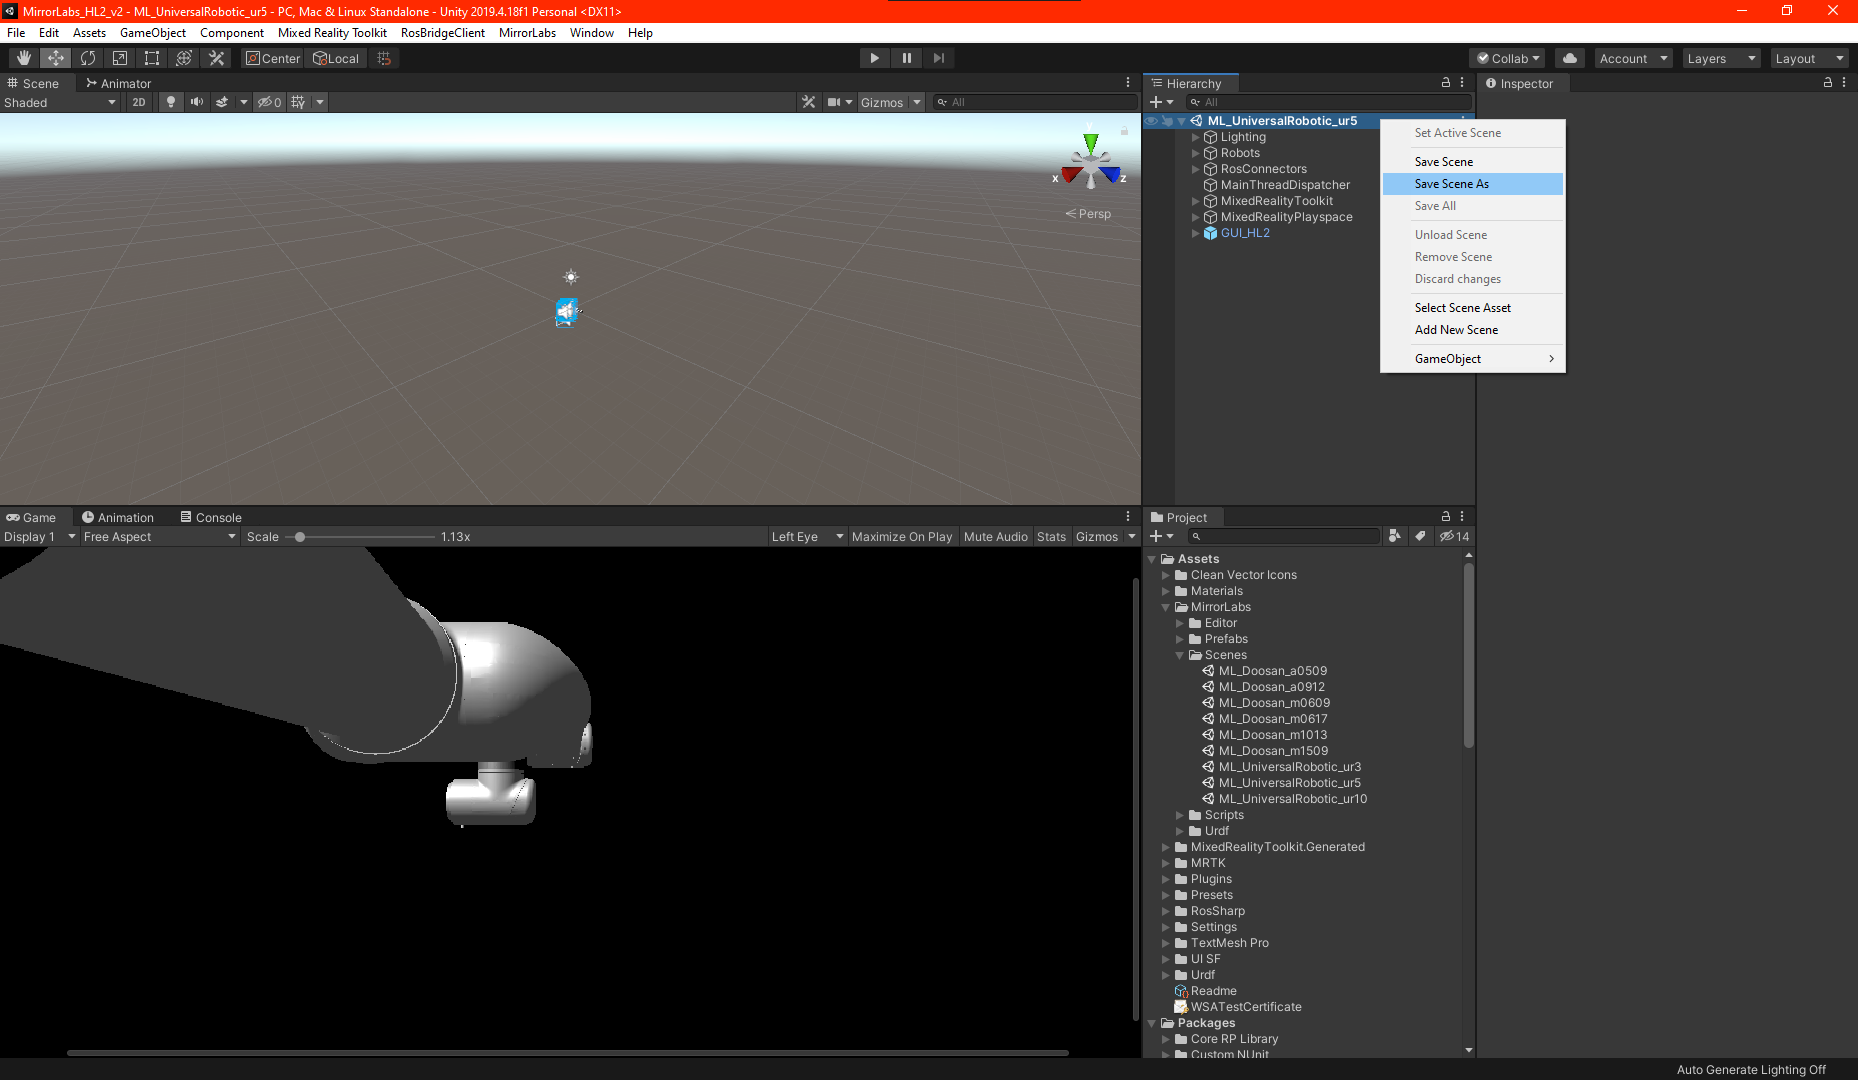 MirrorLabs_HL2_v2 - ML_UniversalRobotic_ur5 - PC, Mac & Linux Standalone - Unity 2019.4.18f1 Personal <DX11>
File Edit Assets GameObject Component Mixed Reality Toolkit RosBridgeClient MirrorLabs Window Help
Center Local Collab Account Layers Layout
Scene Animator
Shaded 2D 0 Gizmos All
x z
Persp
Hierarchy
All
ML_UniversalRobotic_ur5
Lighting
Robots
RosConnectors
MainThreadDispatcher
MixedRealityToolkit
MixedRealityPlayspace
GUI_HL2
Set Active Scene
Save Scene
Save Scene As
Save All
Unload Scene
Remove Scene
Discard changes
Select Scene Asset
Add New Scene
GameObject
Inspector
Game Animation Console
Display 1 Free Aspect Scale 1.13x Left Eye Maximize On Play Mute Audio Stats Gizmos
Project
14
Assets
Clean Vector Icons
Materials
MirrorLabs
Editor
Prefabs
Scenes
ML_Doosan_a0509
ML_Doosan_a0912
ML_Doosan_m0609
ML_Doosan_m0617
ML_Doosan_m1013
ML_Doosan_m1509
ML_UniversalRobotic_ur3
ML_UniversalRobotic_ur5
ML_UniversalRobotic_ur10
Scripts
Urdf
MixedRealityToolkit.Generated
MRTK
Plugins
Presets
RosSharp
Settings
TextMesh Pro
UI SF
Urdf
Readme
WSATestCertificate
Packages
Core RP Library
Custom NUnit
Auto Generate Lighting Off